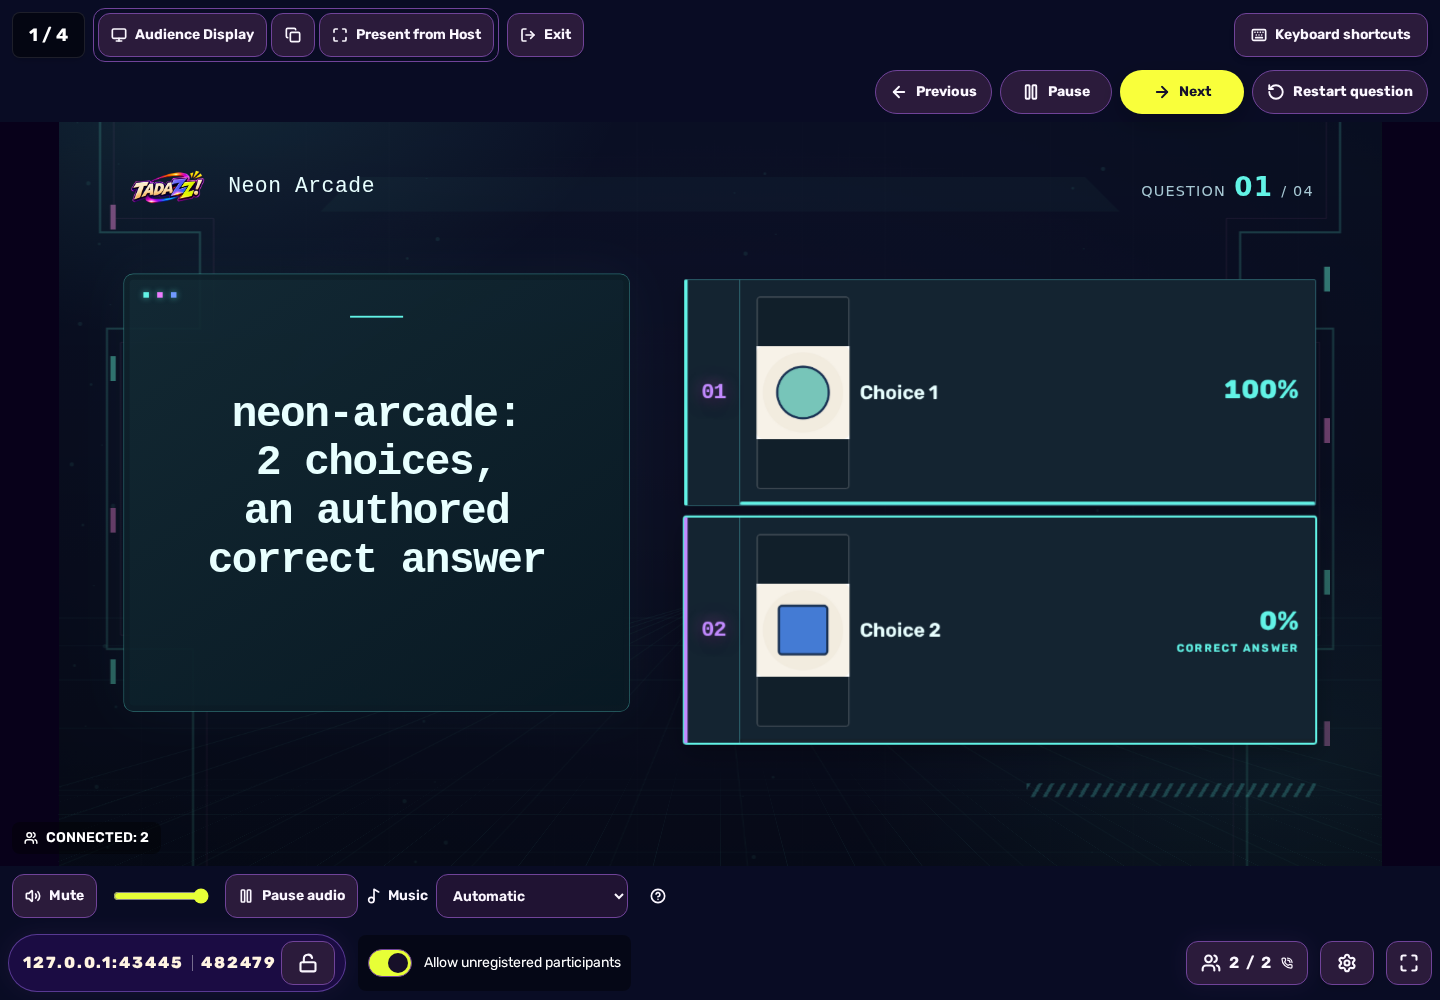 1 / 4
Audience Display
Present from Host
Exit
Keyboard shortcuts
Previous
Pause
Next
Restart question
TADAZZ!
Neon Arcade
QUESTION 01 / 04
neon-arcade:
2 choices,
an authored
correct answer
01
Choice 1
100%
02
Choice 2
0%
CORRECT ANSWER
CONNECTED: 2
Mute
Pause audio
Music
Automatic
127.0.0.1:43445
482479
Allow unregistered participants
2 / 2